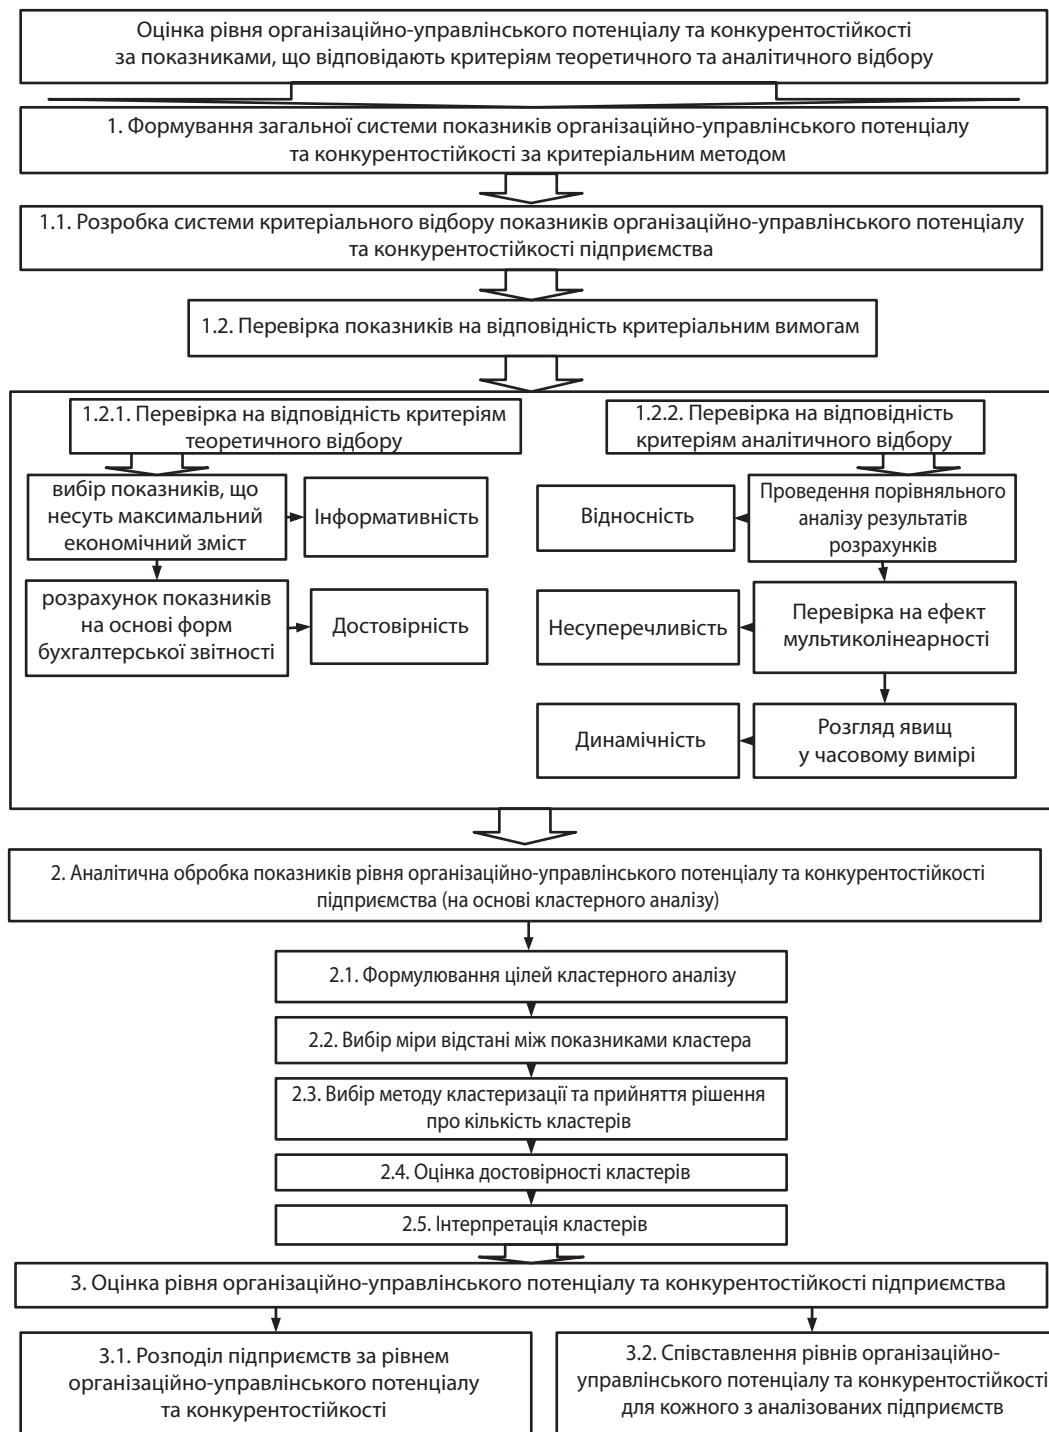 Оцінка рівня організаційно-управлінського потенціалу та конкурентостійкості
за показниками, що відповідають критеріям теоретичного та аналітичного відбору
1. Формування загальної системи показників організаційно-управлінського потенціалу
та конкурентостійкості за критеріальним методом
1.1. Розробка системи критеріального відбору показників організаційно-управлінського потенціалу
та конкурентостійкості підприємства
1.2. Перевірка показників на відповідність критеріальним вимогам
1.2.1. Перевірка на відповідність критеріям
теоретичного відбору
вибір показників, що
несуть максимальний
економічний зміст
Інформативність
розрахунок показників
на основі форм
бухгалтерської звітності
Достовірність
1.2.2. Перевірка на відповідність
критеріям аналітичного відбору
Відносність
Проведення порівняльного
аналізу результатів
розрахунків
Несуперечливість
Перевірка на ефект
мультиколінеарності
Динамічність
Розгляд явищ
у часовому вимірі
2. Аналітична обробка показників рівня організаційно-управлінського потенціалу та конкурентостійкості
підприємства (на основі кластерного аналізу)
2.1. Формулювання цілей кластерного аналізу
2.2. Вибір міри відстані між показниками кластера
2.3. Вибір методу кластеризації та прийняття рішення
про кількість кластерів
2.4. Оцінка достовірності кластерів
2.5. Інтерпретація кластерів
3. Оцінка рівня організаційно-управлінського потенціалу та конкурентостійкості підприємства
3.1. Розподіл підприємств за рівнем
організаційно-управлінського потенціалу
та конкурентостійкості
3.2. Співставлення рівнів організаційно-
управлінського потенціалу та конкурентостійкості
для кожного з аналізованих підприємств